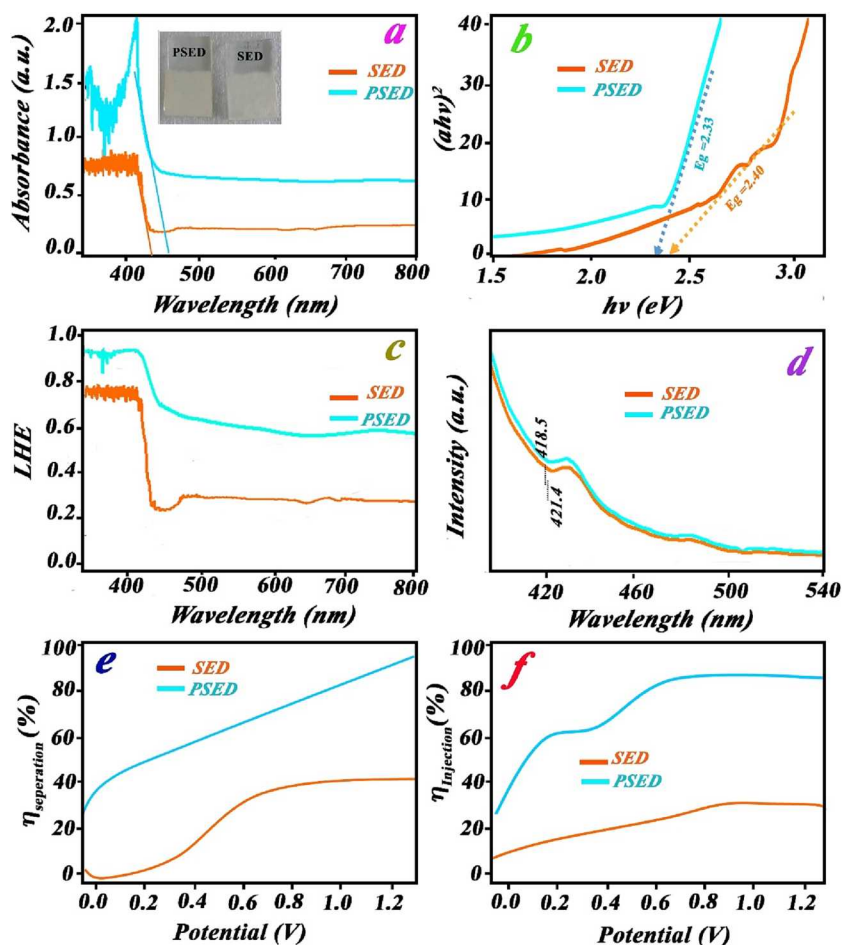 a
PSED
SED
SED
PSED
Absorbance (a.u.)
2.0
1.5
1.0
0.5
0.0
400 500 600 700 800
Wavelength (nm)
b
SED
PSED
(ahν)²
40
30
20
10
0
Eg =2.33
Eg =2.40
1.5 2.0 2.5 3.0
hν (eV)
c
SED
PSED
LHE
1.0
0.8
0.6
0.4
0.2
0.0
400 500 600 700 800
Wavelength (nm)
d
SED
PSED
Intensity (a.u.)
418.5
421.4
420 460 500 540
Wavelength (nm)
e
SED
PSED
η seperation (%)
100
80
60
40
20
0
0.0 0.2 0.4 0.6 0.8 1.0 1.2
Potential (V)
f
SED
PSED
η Injection (%)
100
80
60
40
20
0
0.0 0.2 0.4 0.6 0.8 1.0 1.2
Potential (V)